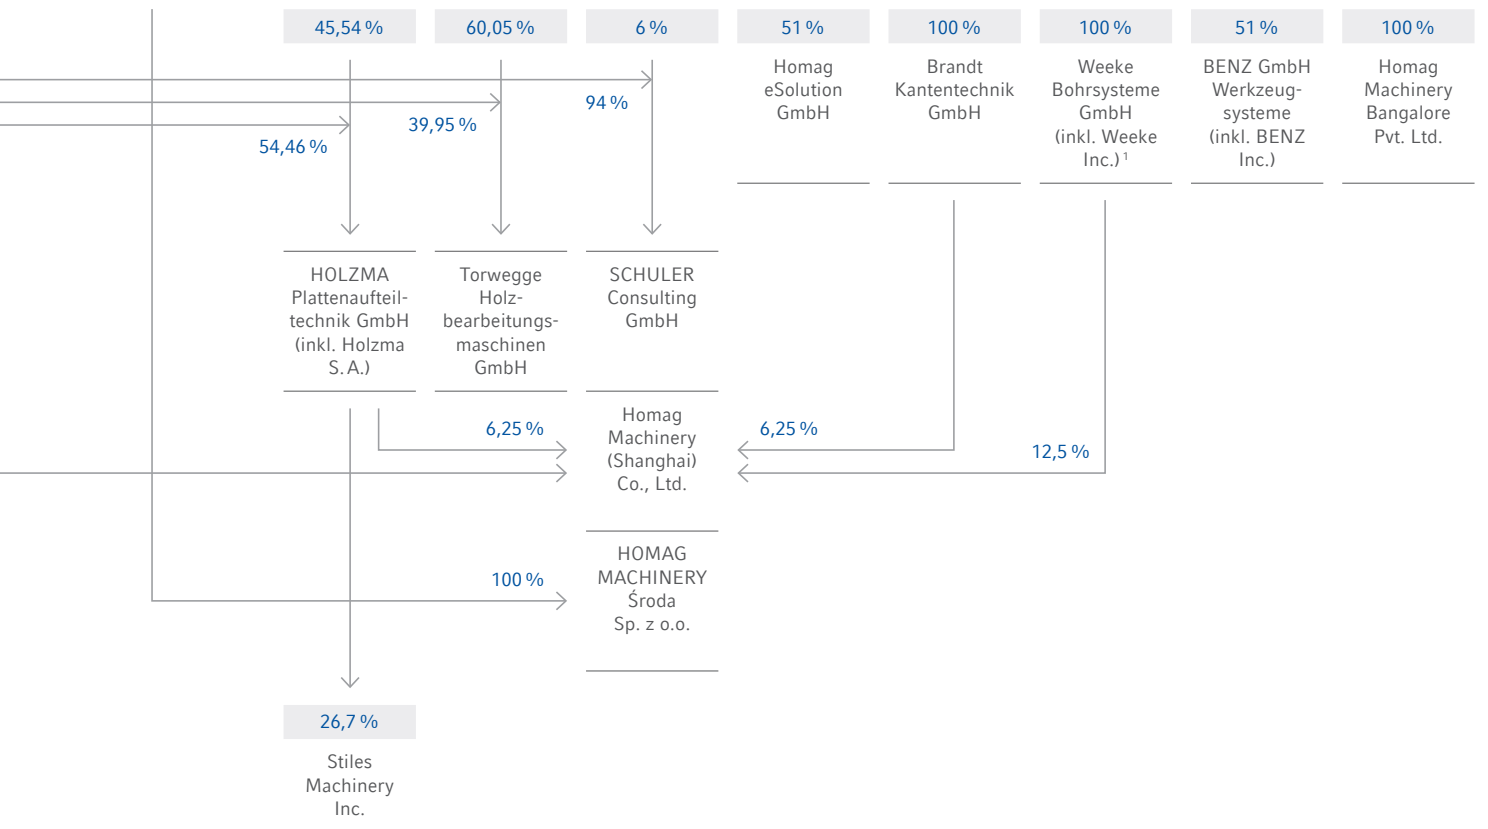 45,54 %
60,05 %
6 %
51 %
100 %
100 %
51 %
100 %
94 %
39,95 %
54,46 %
Homag
eSolution
GmbH
Brandt
Kantentechnik
GmbH
Weeke
Bohrsysteme
GmbH
(inkl. Weeke
Inc.) ¹
BENZ GmbH
Werkzeug-
systeme
(inkl. BENZ
Inc.)
Homag
Machinery
Bangalore
Pvt. Ltd.
HOLZMA
Plattenaufteil-
technik GmbH
(inkl. Holzma
S. A.)
Torwegge
Holz-
bearbeitungs-
maschinen
GmbH
SCHULER
Consulting
GmbH
6,25 %
Homag
Machinery
(Shanghai)
Co., Ltd.
6,25 %
12,5 %
100 %
HOMAG
MACHINERY
Środa
Sp. z o.o.
26,7 %
Stiles
Machinery
Inc.